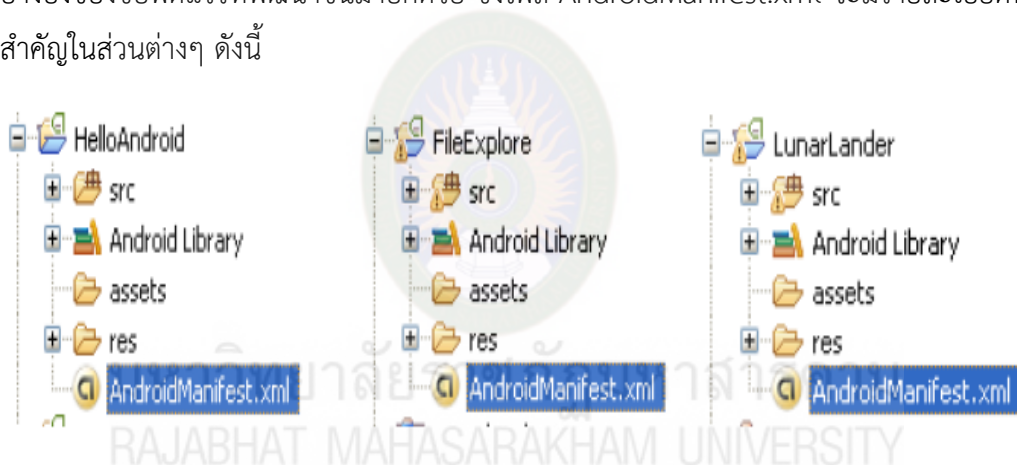 สำคัญในส่วนต่างๆ ดังนี้
HelloAndroid
src
Android Library
assets
res
AndroidManifest.xml
FileExplore
src
Android Library
assets
res
AndroidManifest.xml
LunarLander
src
Android Library
assets
res
AndroidManifest.xml
RAJABHAT MAHASARAKHAM UNIVERSITY